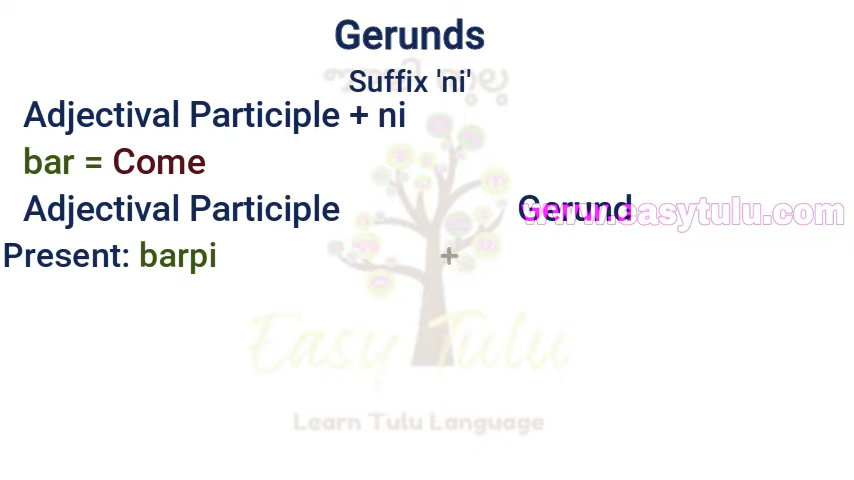 Gerunds
Suffix 'ni'
Adjectival Participle + ni
bar = Come
Adjectival Participle Gerund
www.easytulu.com
Present: barpi +
Easy Tulu
Learn Tulu Language